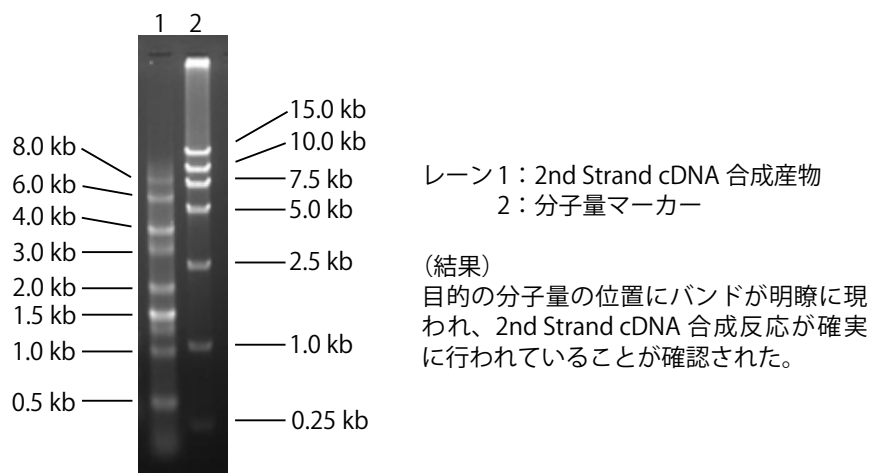 1 2
8.0 kb
6.0 kb
4.0 kb
3.0 kb
2.0 kb
1.5 kb
1.0 kb
0.5 kb
15.0 kb
10.0 kb
7.5 kb
5.0 kb
2.5 kb
1.0 kb
0.25 kb
レーン 1：2nd Strand cDNA 合成産物
2：分子量マーカー
（結果）
目的の分子量の位置にバンドが明瞭に現
われ、2nd Strand cDNA 合成反応が確実
に行われていることが確認された。